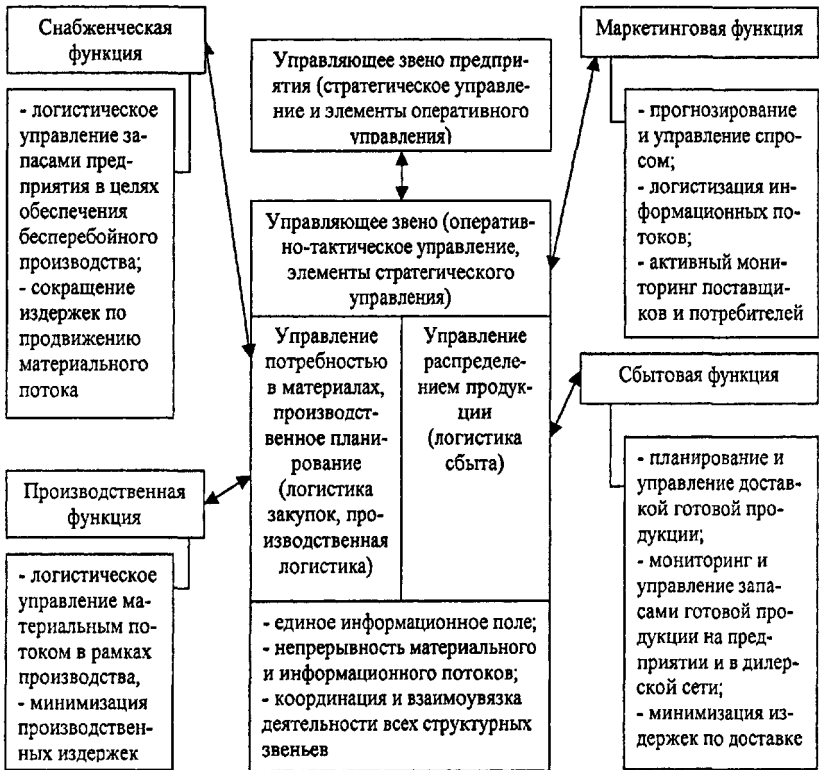 Снабженческая
функция
- логистическое
управление за-
пасами пред-
приятия в целях
обеспечения
бесперебойного
производства;
- сокращение
издержек по
продвижению
материального
потока
Производственная
функция
- логистическое
управление ма-
териальным по-
током в рамках
производства,
- минимизация
производствен-
ных издержек
Управляющее звено предпри-
ятия (стратегическое управле-
ние и элементы оперативного
управления)
Управляющее звено (оператив-
но-тактическое управление,
элементы стратегического
управления)
Управление
потребностью
в материалах,
производст-
венное плани-
рование
(логистика
закупок, про-
изводственная
логистика)
Управление
распределе-
нием продук-
ции
(логистика
сбыта)
- единое информационное поле;
- непрерывность материального
и информационного потоков;
- координация и взаимоувязка
деятельности всех структурных
звеньев
Маркетинговая функция
- прогнозирование
и управление спро-
сом;
- логистизация ин-
формационных по-
токов;
- активный мони-
торинг поставщи-
ков и потребителей
Сбытовая функция
- планирование и
управление достав-
кой готовой про-
дукции;
- мониторинг и
управление запа-
сами готовой про-
дукции на пред-
приятии и в дилер-
ской сети;
- минимизация из-
держек по доставке